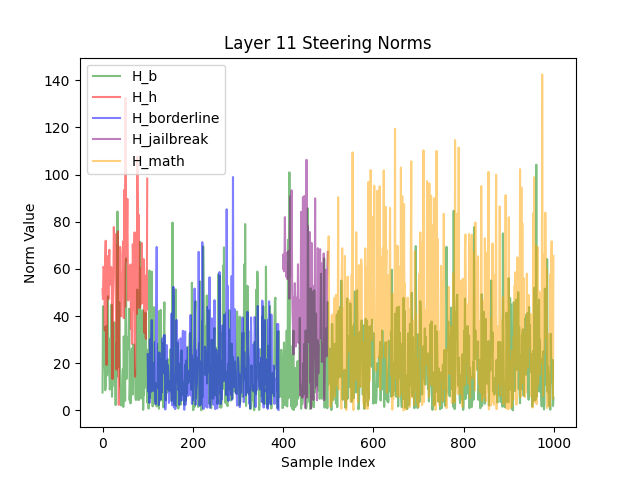 Layer 11 Steering Norms
H_b
H_h
H_borderline
H_jailbreak
H_math
Norm Value
140
120
100
80
60
40
20
0
0 200 400 600 800 1000
Sample Index